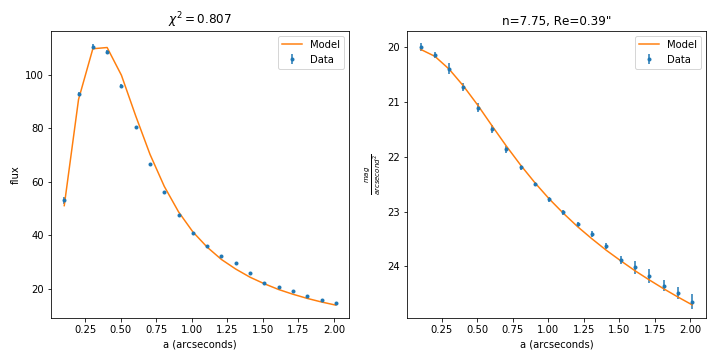 χ² = 0.807
Model
Data
flux
100
80
60
40
20
0.25 0.50 0.75 1.00 1.25 1.50 1.75 2.00
a (arcseconds)
n=7.75, Re=0.39"
Model
Data
mag
arcsecond²
20
21
22
23
24
0.25 0.50 0.75 1.00 1.25 1.50 1.75 2.00
a (arcseconds)